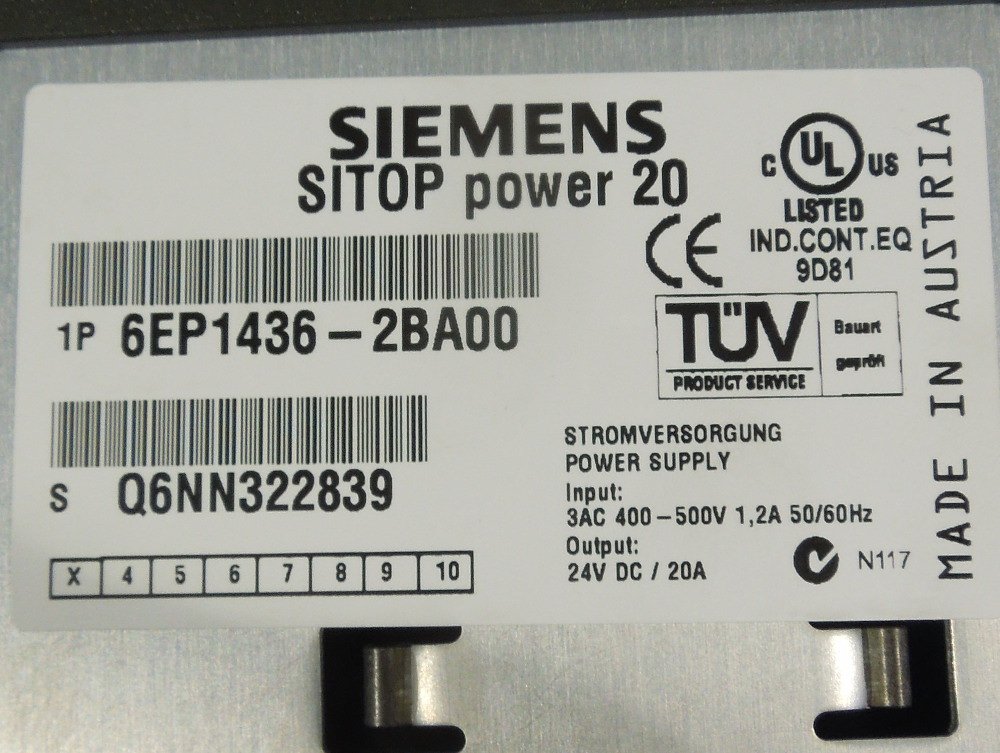 SIEMENS
SITOP power 20
C UL US
LISTED
IND.CONT.EQ
9D81
CE
1P 6EP1436-2BA00
TÜV
PRODUCT SERVICE
Bauart
geprüft
S Q6NN322839
X 4 5 6 7 8 9 10
STROMVERSORGUNG
POWER SUPPLY
Input:
3AC 400-500V 1,2A 50/60Hz
Output:
24V DC / 20A
N117
MADE IN AUSTRIA